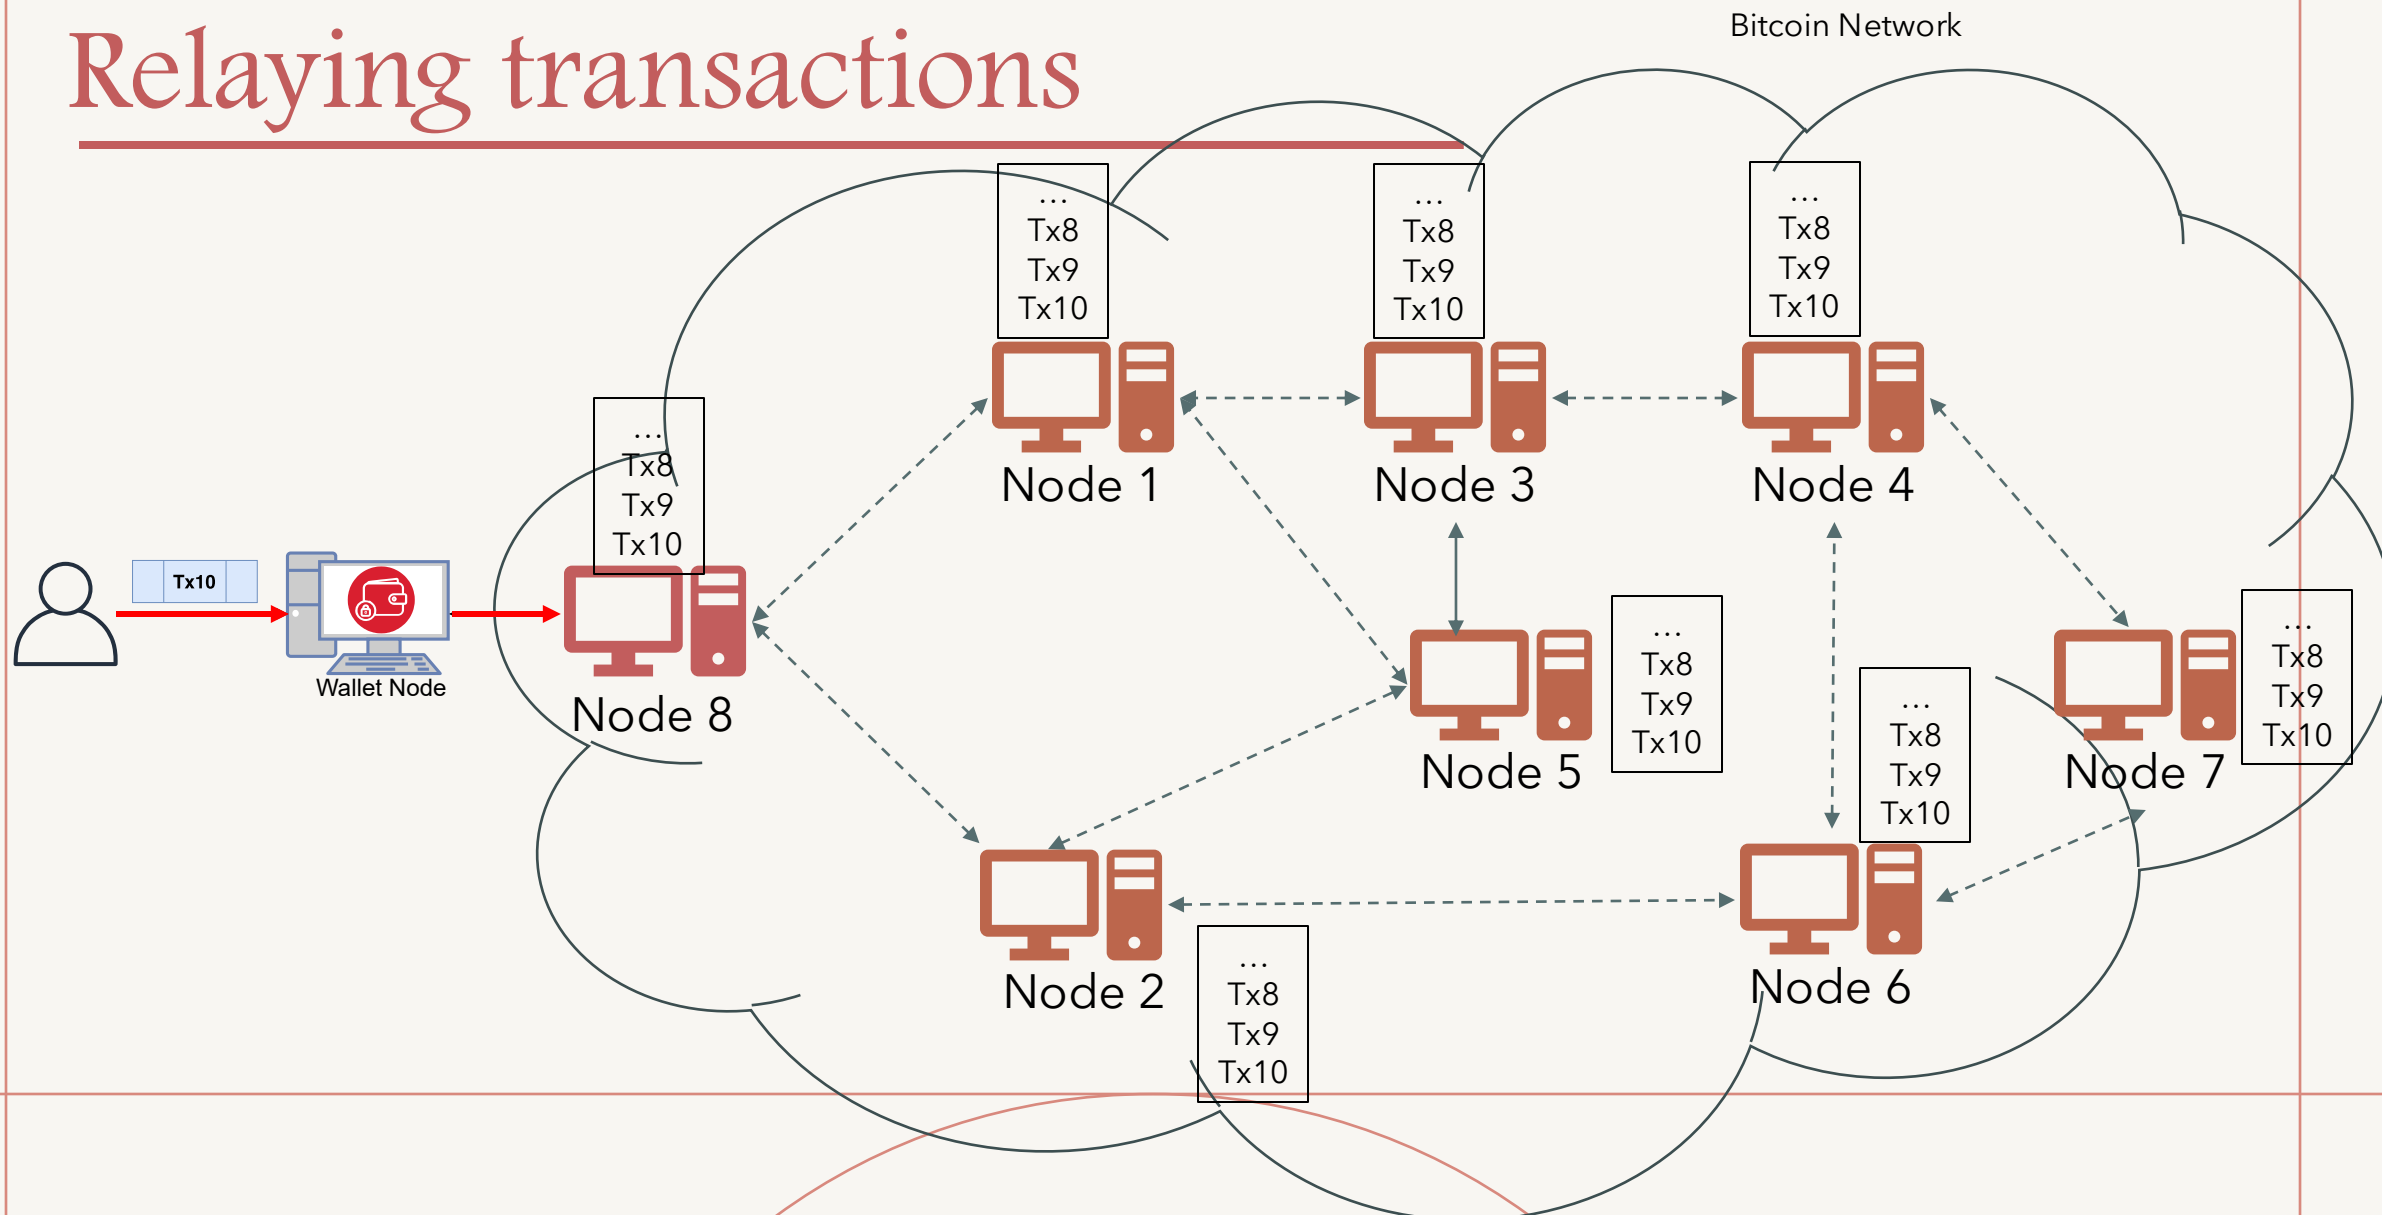 Relaying transactions
Bitcoin Network
…
Tx8
Tx9
Tx10
Node 1
…
Tx8
Tx9
Tx10
Node 3
…
Tx8
Tx9
Tx10
Node 4
…
Tx8
Tx9
Tx10
Node 8
Tx10
Wallet Node
…
Tx8
Tx9
Tx10
Node 5
…
Tx8
Tx9
Tx10
Node 7
…
Tx8
Tx9
Tx10
Node 6
Node 2
…
Tx8
Tx9
Tx10